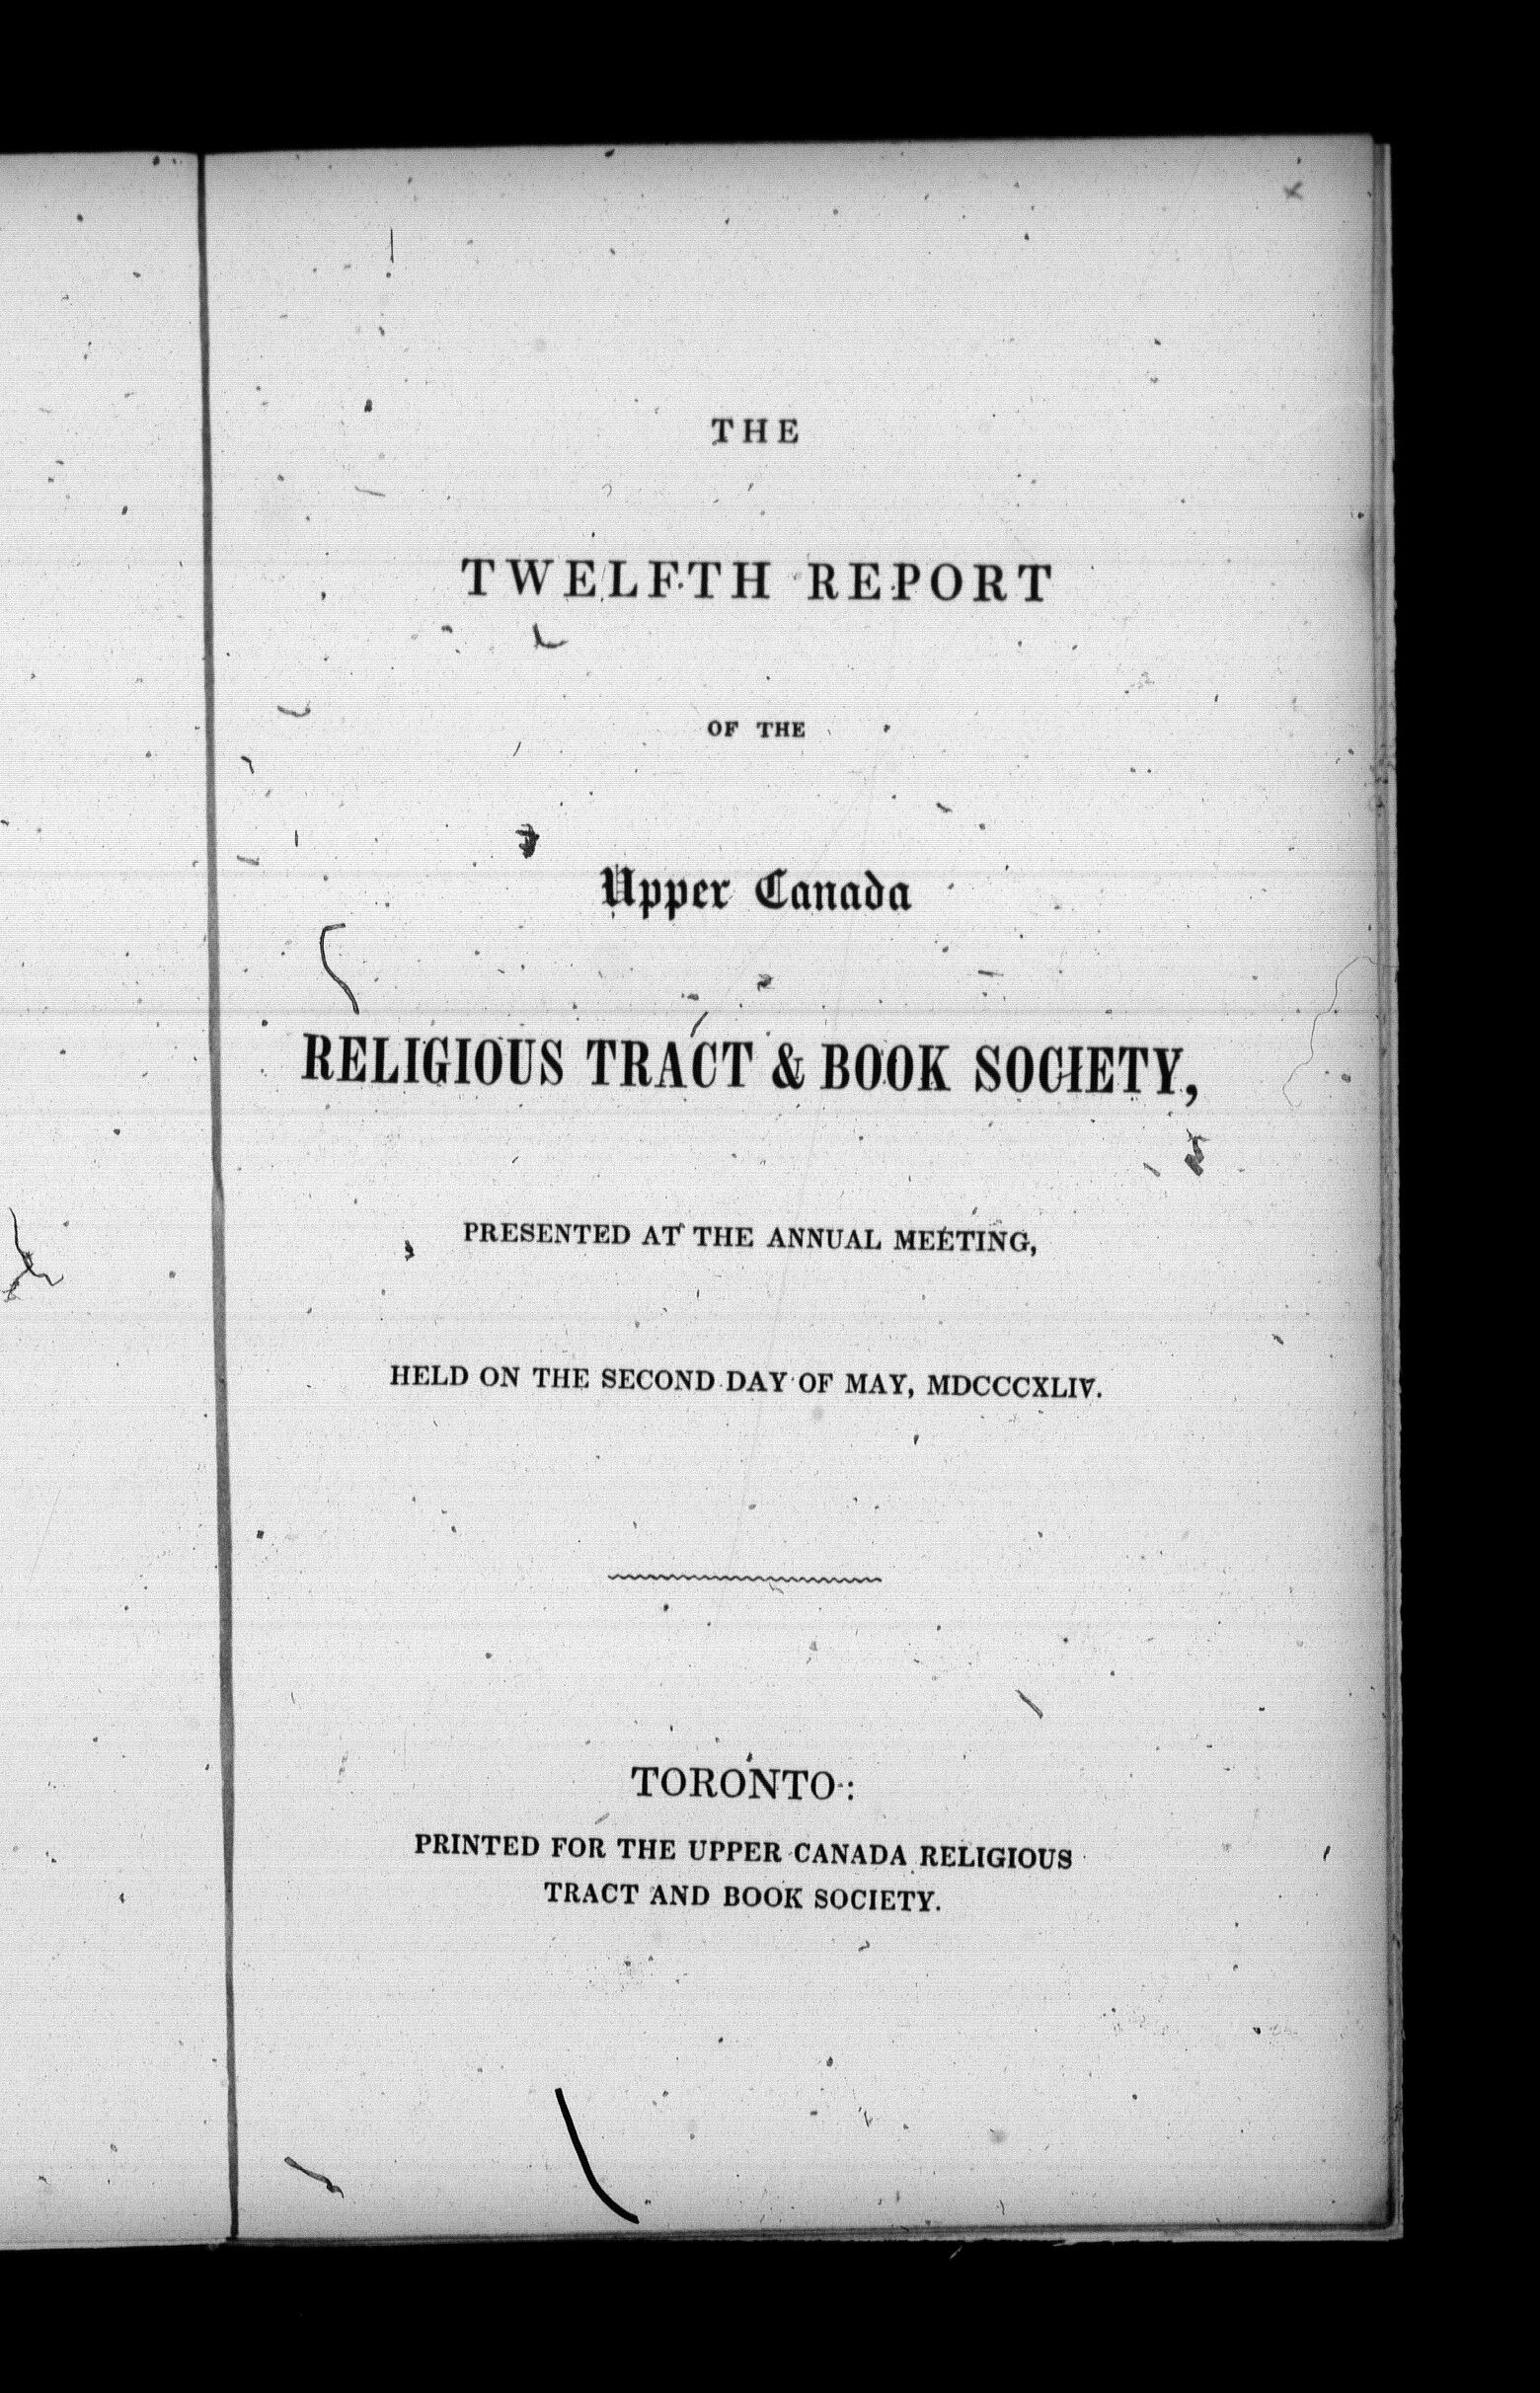 THE
TWELFTH REPORT
OF THE
Upper Canada
RELIGIOUS TRACT & BOOK SOCIETY,
PRESENTED AT THE ANNUAL MEETING,
HELD ON THE SECOND DAY OF MAY, MDCCCXLIV.
TORONTO:
PRINTED FOR THE UPPER CANADA RELIGIOUS
TRACT AND BOOK SOCIETY.